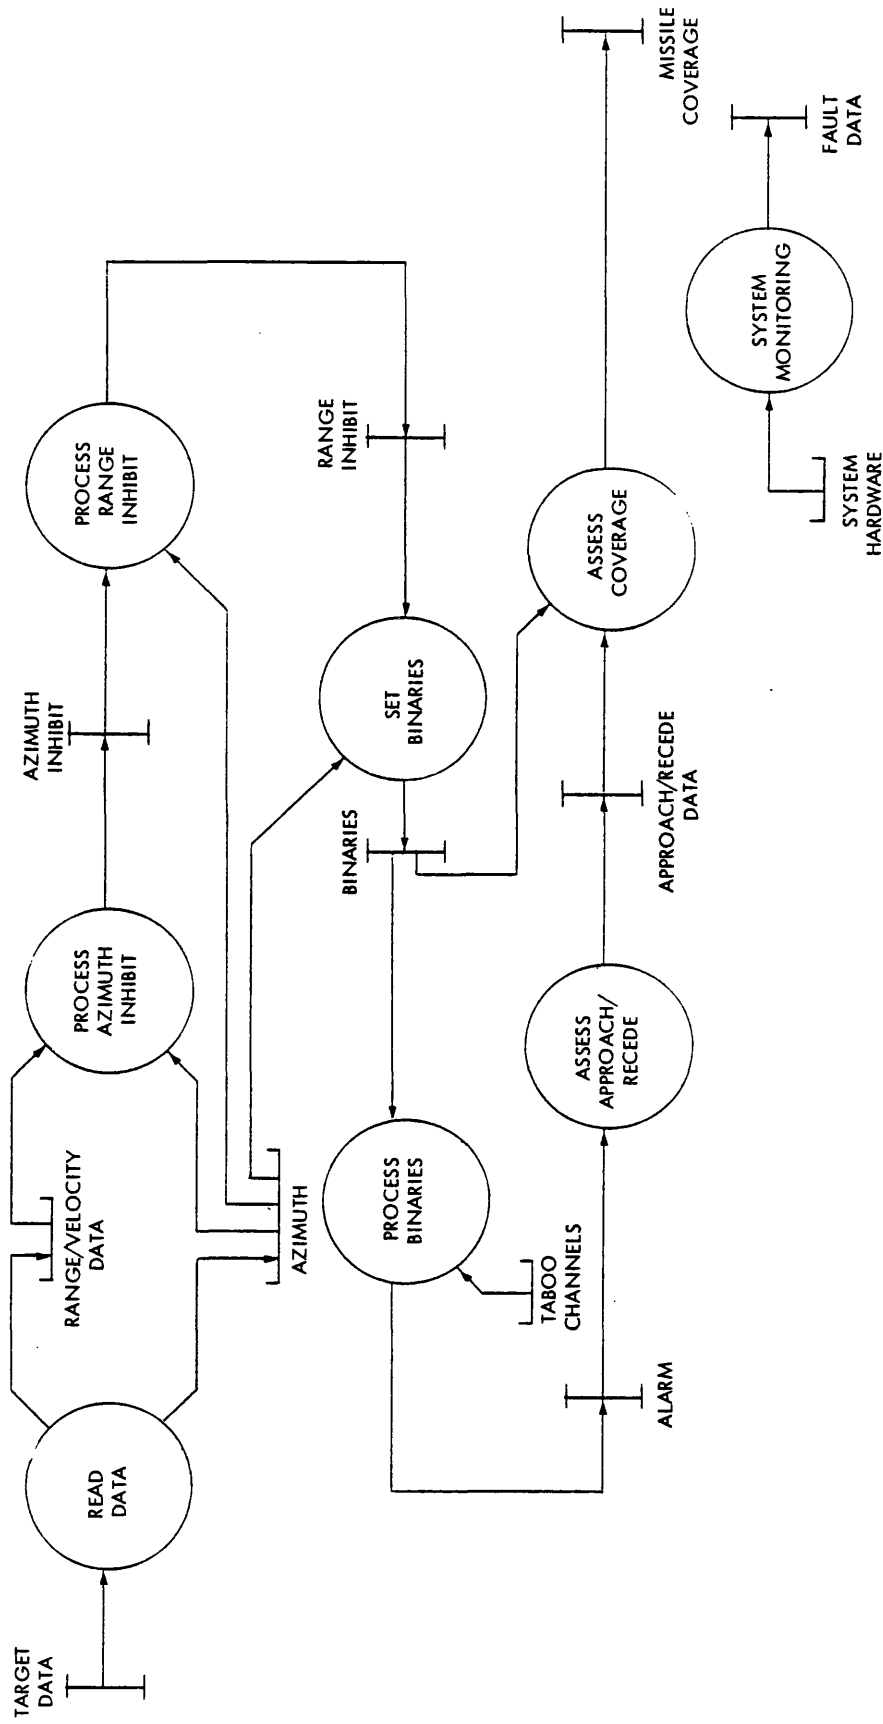 TARGET
DATA
READ
DATA
RANGE/VELOCITY
DATA
AZIMUTH
PROCESS
AZIMUTH
INHIBIT
AZIMUTH
INHIBIT
PROCESS
RANGE
INHIBIT
RANGE
INHIBIT
SET
BINARIES
BINARIES
PROCESS
BINARIES
TABOO
CHANNELS
ALARM
ASSESS
APPROACH/
RECEDE
APPROACH/RECEDE
DATA
ASSESS
COVERAGE
MISSILE
COVERAGE
SYSTEM
HARDWARE
SYSTEM
MONITORING
FAULT
DATA